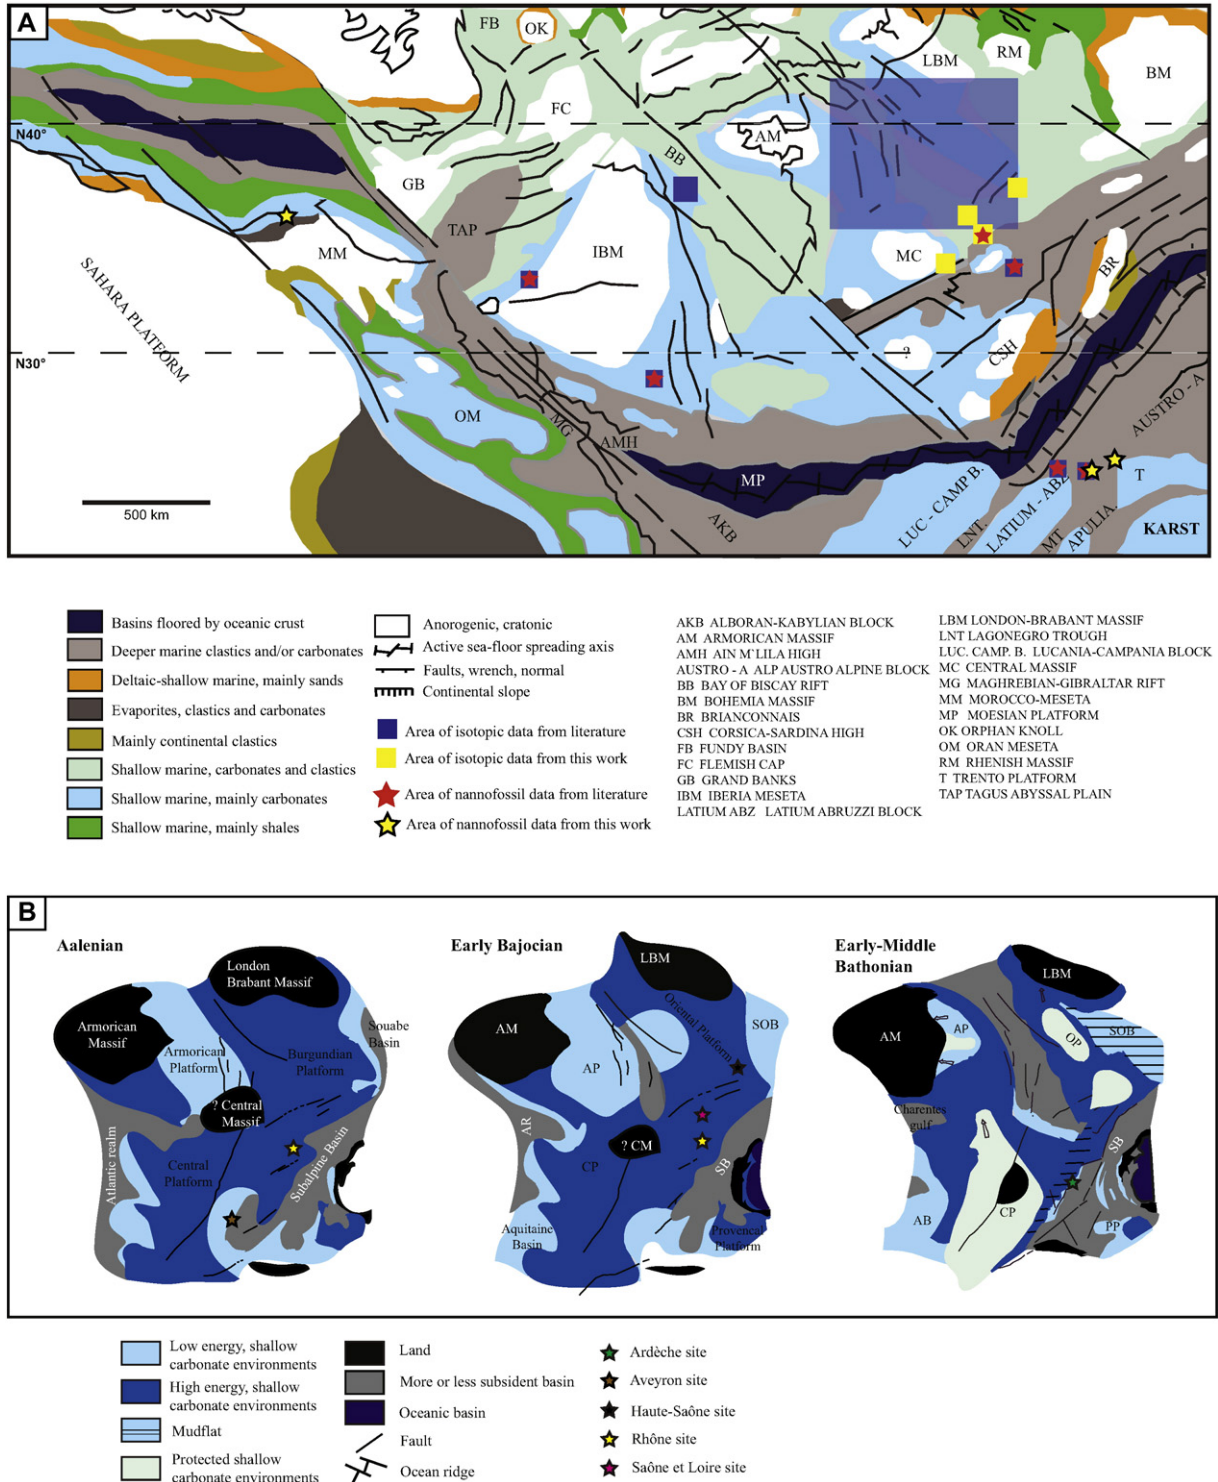 A
FB
OK
LBM
RM
BM
FC
N40°
AM
BB
GB
TAP
IBM
MC
BR
MM
SAHARA PLATFORM
?
CSH
N30°
OM
MG
AMH
AUSTRO - A
MP
500 km
AKB
LUC - CAMP B.
LNT.
LATIUM - ABZ
MT
APULIA.
T
KARST
Basins floored by oceanic crust
Deeper marine clastics and/or carbonates
Deltaic-shallow marine, mainly sands
Evaporites, clastics and carbonates
Mainly continental clastics
Shallow marine, carbonates and clastics
Shallow marine, mainly carbonates
Shallow marine, mainly shales
Anorogenic, cratonic
Active sea-floor spreading axis
Faults, wrench, normal
Continental slope
Area of isotopic data from literature
Area of isotopic data from this work
Area of nannofossil data from literature
Area of nannofossil data from this work
AKB ALBORAN-KABYLIAN BLOCK
AM ARMORICAN MASSIF
AMH AIN M'LILA HIGH
AUSTRO - A ALP AUSTRO ALPINE BLOCK
BB BAY OF BISCAY RIFT
BM BOHEMIA MASSIF
BR BRIANCONNAIS
CSH CORSICA-SARDINA HIGH
FB FUNDY BASIN
FC FLEMISH CAP
GB GRAND BANKS
IBM IBERIA MESETA
LATIUM ABZ LATIUM ABRUZZI BLOCK
LBM LONDON-BRABANT MASSIF
LNT LAGONEGRO TROUGH
LUC. CAMP. B. LUCANIA-CAMPANIA BLOCK
MC CENTRAL MASSIF
MG MAGHREBIAN-GIBRALTAR RIFT
MM MOROCCO-MESETA
MP MOESIAN PLATFORM
OK ORPHAN KNOLL
OM ORAN MESETA
RM RHENISH MASSIF
T TRENTO PLATFORM
TAP TAGUS ABYSSAL PLAIN
B
Aalenian
London
Brabant Massif
Armorican
Massif
Souabe
Basin
Armorican
Platform
Burgundian
Platform
? Central
Massif
Atlantic realm
Central
Platform
Subalpine Basin
Early Bajocian
LBM
AM
Oriental Platform
SOB
AP
AR
? CM
CP
SB
Aquitaine
Basin
Provencal
Platform
Early-Middle
Bathonian
LBM
AM
AP
OP
SOB
Charentes
gulf
SB
AB
CP
PP
Low energy, shallow
carbonate environments
High energy, shallow
carbonate environments
Mudflat
Protected shallow
carbonate environments
Land
More or less subsident basin
Oceanic basin
Fault
Ocean ridge
Ardèche site
Aveyron site
Haute-Saône site
Rhône site
Saône et Loire site